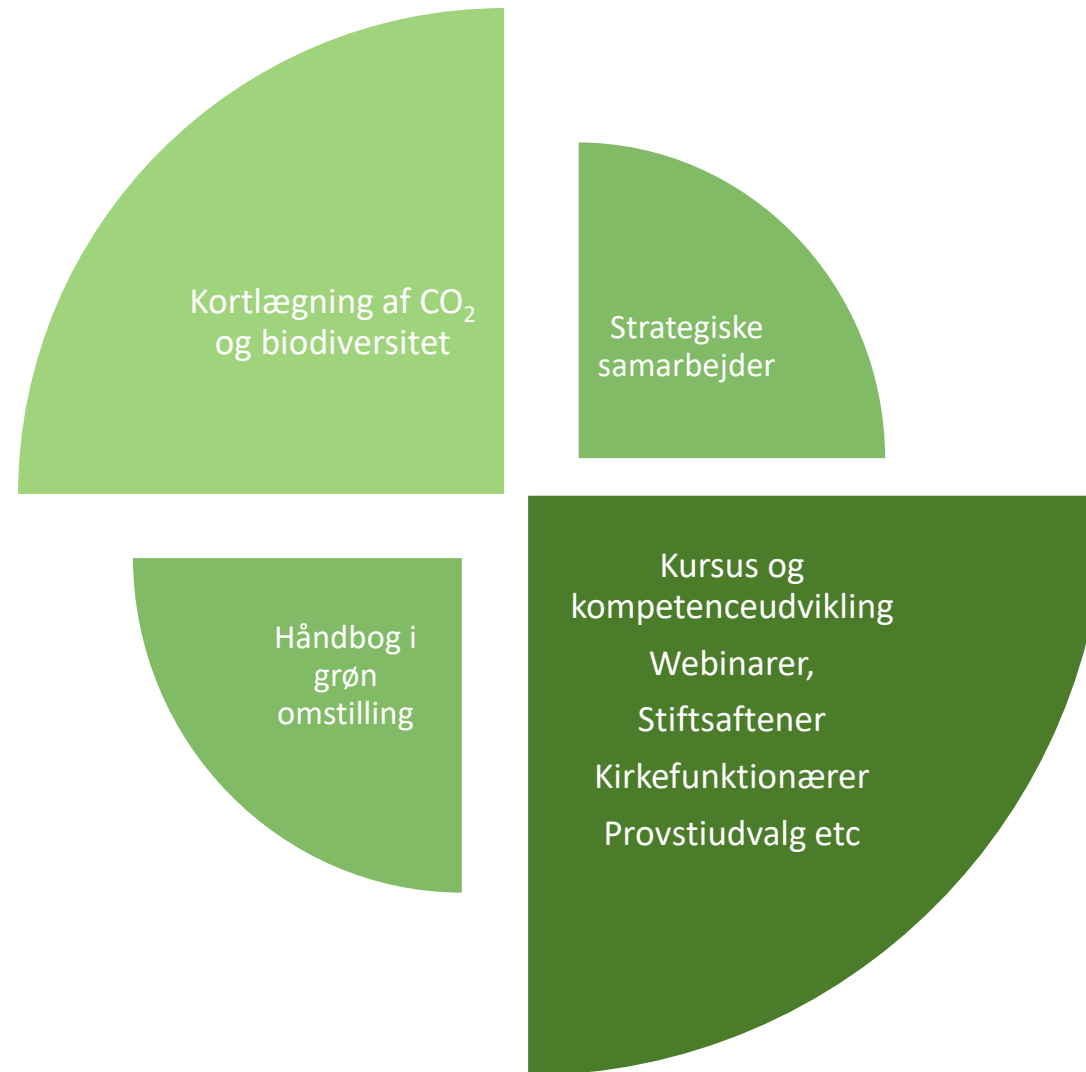 Kortlægning af CO₂
og biodiversitet
Strategiske
samarbejder
Håndbog i
grøn
omstilling
Kursus og
kompetenceudvikling
Webinarer,
Stiftsaftener
Kirkefunktionærer
Provstiudvalg etc